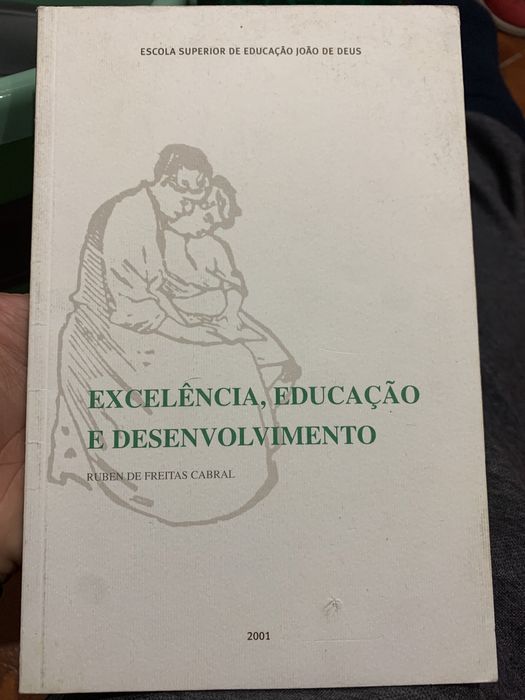 ESCOLA SUPERIOR DE EDUCAÇÃO JOÃO DE DEUS
EXCELÊNCIA, EDUCAÇÃO
E DESENVOLVIMENTO
RUBEN DE FREITAS CABRAL
2001